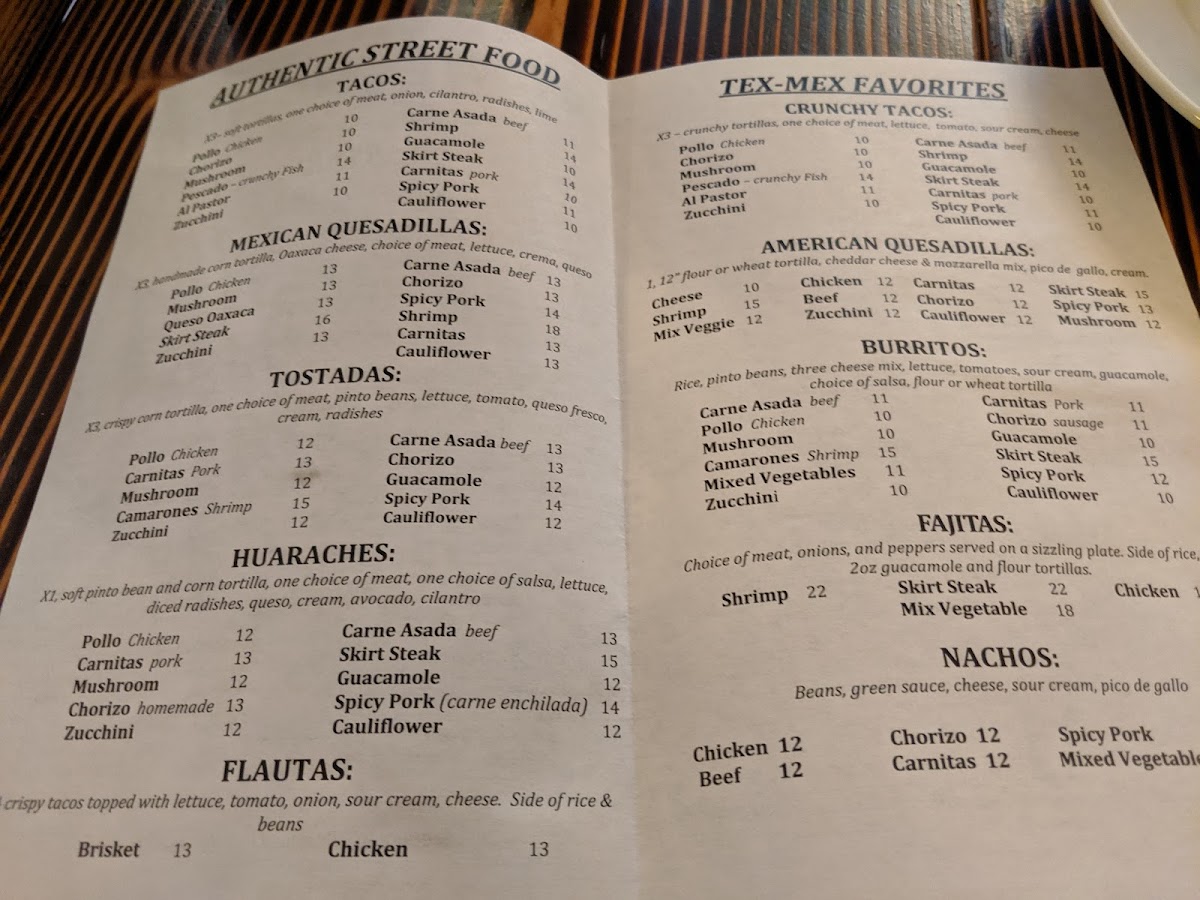 AUTHENTIC STREET FOOD
TACOS:
X3 – soft tortillas, one choice of meat, onion, cilantro, radishes, lime
Pollo Chicken 10 Carne Asada beef 11
Chorizo 10 Shrimp 14
Mushroom 10 Guacamole 10
Pescado – crunchy Fish 14 Skirt Steak 14
Al Pastor 11 Carnitas pork 10
Zucchini 10 Spicy Pork 11
Cauliflower 10
MEXICAN QUESADILLAS:
X3, handmade corn tortilla, Oaxaca cheese, choice of meat, lettuce, crema, queso
Pollo Chicken 13 Carne Asada beef 13
Mushroom 13 Chorizo 13
Queso Oaxaca 13 Spicy Pork 14
Skirt Steak 16 Shrimp 18
Zucchini 13 Carnitas 13
Cauliflower 13
TOSTADAS:
X3, crispy corn tortilla, one choice of meat, pinto beans, lettuce, tomato, queso fresco,
cream, radishes
Pollo Chicken 12 Carne Asada beef 13
Carnitas Pork 13 Chorizo 13
Mushroom 12 Guacamole 12
Camarones Shrimp 15 Spicy Pork 14
Zucchini 12 Cauliflower 12
HUARACHES:
X1, soft pinto bean and corn tortilla, one choice of meat, one choice of salsa, lettuce,
diced radishes, queso, cream, avocado, cilantro
Pollo Chicken 12 Carne Asada beef 13
Carnitas pork 13 Skirt Steak 15
Mushroom 12 Guacamole 12
Chorizo homemade 13 Spicy Pork (carne enchilada) 14
Zucchini 12 Cauliflower 12
FLAUTAS:
crispy tacos topped with lettuce, tomato, onion, sour cream, cheese. Side of rice &
beans
Brisket 13 Chicken 13
TEX-MEX FAVORITES
CRUNCHY TACOS:
X3 – crunchy tortillas, one choice of meat, lettuce, tomato, sour cream, cheese
Pollo Chicken 10 Carne Asada beef 11
Chorizo 10 Shrimp 14
Mushroom 10 Guacamole 10
Pescado – crunchy Fish 14 Skirt Steak 14
Al Pastor 11 Carnitas pork 10
Zucchini 10 Spicy Pork 11
Cauliflower 10
AMERICAN QUESADILLAS:
1, 12" flour or wheat tortilla, cheddar cheese & mozzarella mix, pico de gallo, cream.
Cheese 10 Chicken 12 Carnitas 12 Skirt Steak 15
Shrimp 15 Beef 12 Chorizo 12 Spicy Pork 13
Mix Veggie 12 Zucchini 12 Cauliflower 12 Mushroom 12
BURRITOS:
Rice, pinto beans, three cheese mix, lettuce, tomatoes, sour cream, guacamole,
choice of salsa, flour or wheat tortilla
Carne Asada beef 11 Carnitas Pork 11
Pollo Chicken 10 Chorizo sausage 11
Mushroom 10 Guacamole 10
Camarones Shrimp 15 Skirt Steak 15
Mixed Vegetables 11 Spicy Pork 12
Zucchini 10 Cauliflower 10
FAJITAS:
Choice of meat, onions, and peppers served on a sizzling plate. Side of rice,
2oz guacamole and flour tortillas.
Shrimp 22 Skirt Steak 22 Chicken
Mix Vegetable 18
NACHOS:
Beans, green sauce, cheese, sour cream, pico de gallo
Chicken 12 Chorizo 12 Spicy Pork
Beef 12 Carnitas 12 Mixed Vegetable